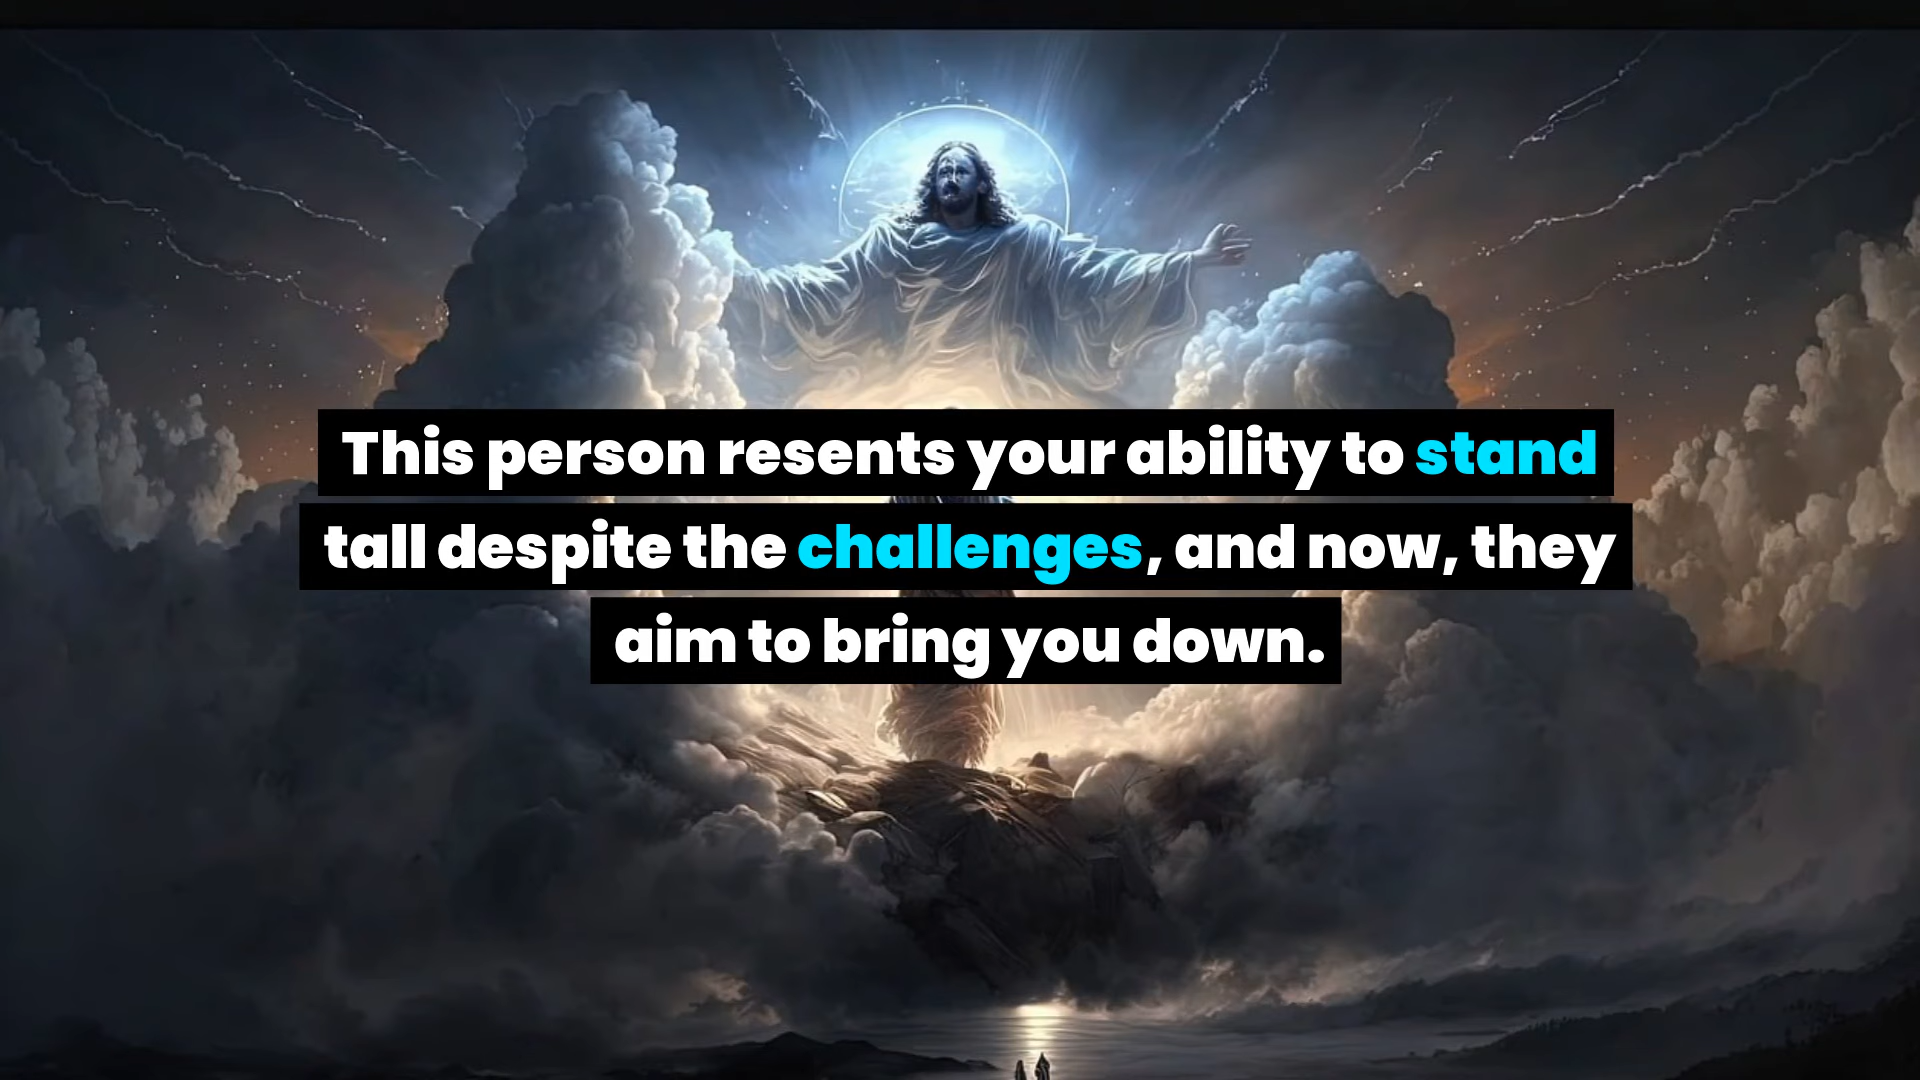 This person resents your ability to stand
tall despite the challenges, and now, they
aim to bring you down.